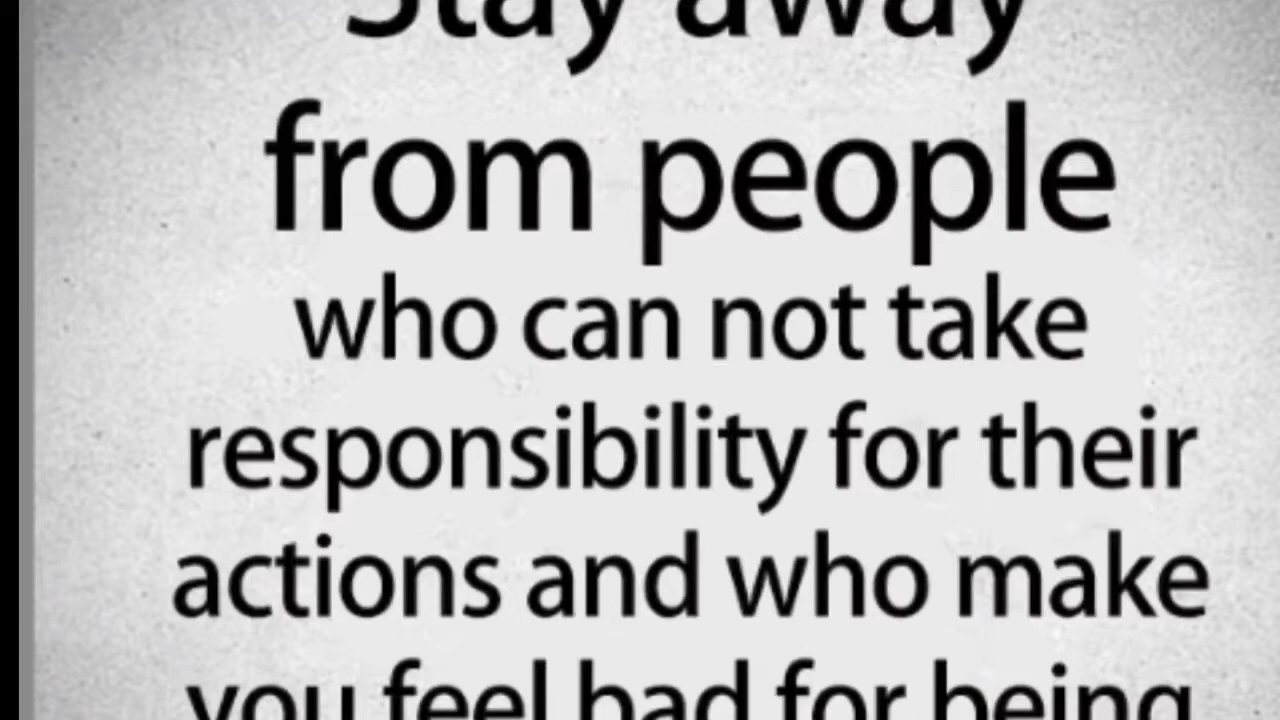 Stay away
from people
who can not take
responsibility for their
actions and who make
you feel bad for being